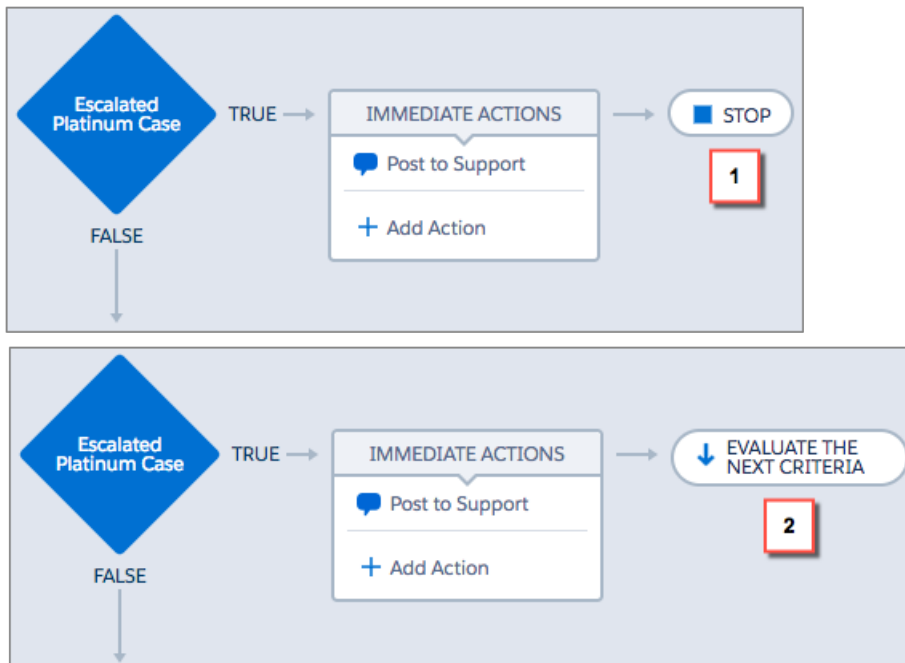 Escalated
Platinum Case
TRUE
IMMEDIATE ACTIONS
STOP
Post to Support
1
Add Action
FALSE
Escalated
Platinum Case
TRUE
IMMEDIATE ACTIONS
EVALUATE THE
NEXT CRITERIA
Post to Support
2
Add Action
FALSE